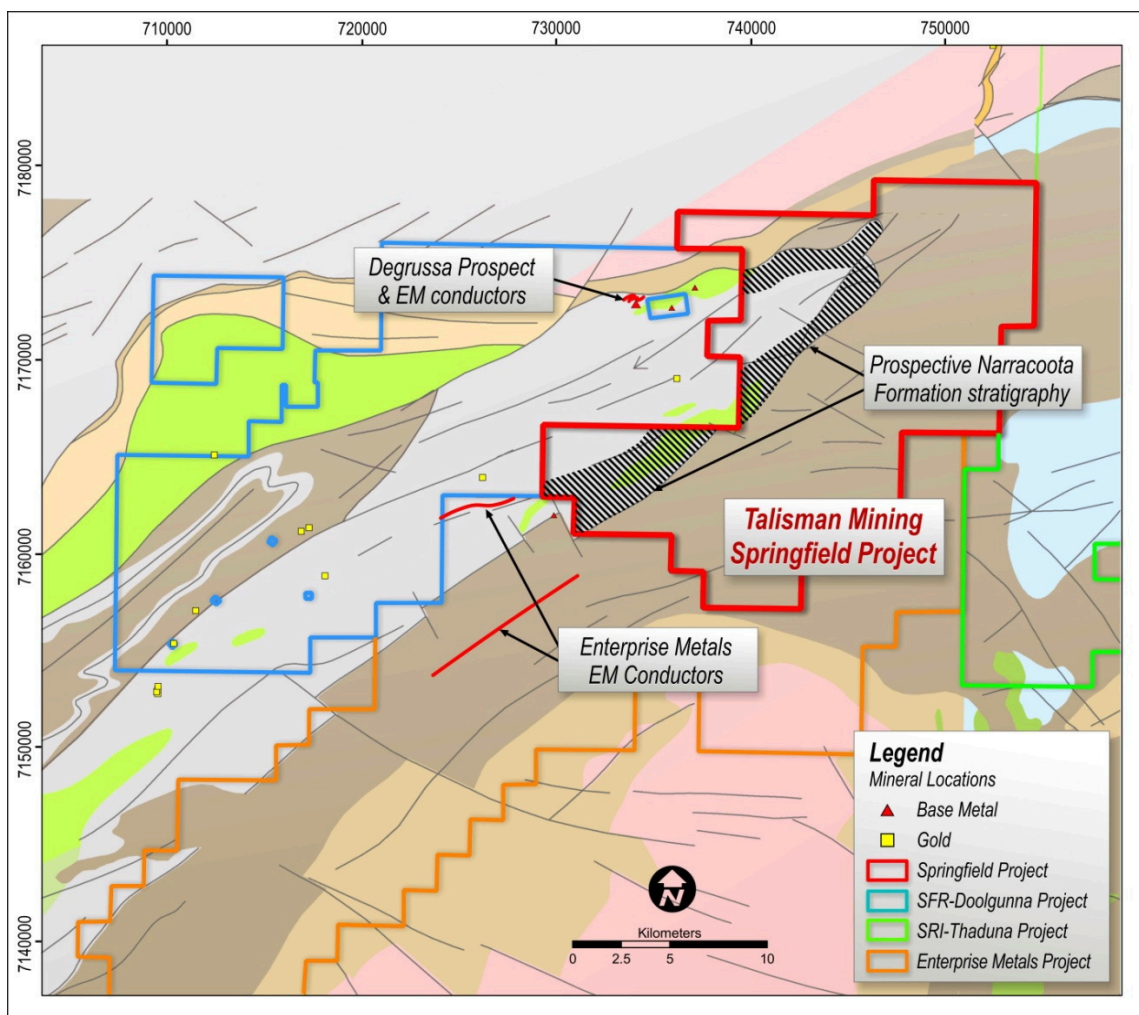 710000
720000
730000
740000
750000
7180000
7170000
7160000
7150000
7140000
Degrussa Prospect
& EM conductors
Prospective Narracoota
Formation stratigraphy
Talisman Mining
Springfield Project
Enterprise Metals
EM Conductors
N
Kilometers
0 2.5 5 10
Legend
Mineral Locations
Base Metal
Gold
Springfield Project
SFR-Doolgunna Project
SRI-Thaduna Project
Enterprise Metals Project